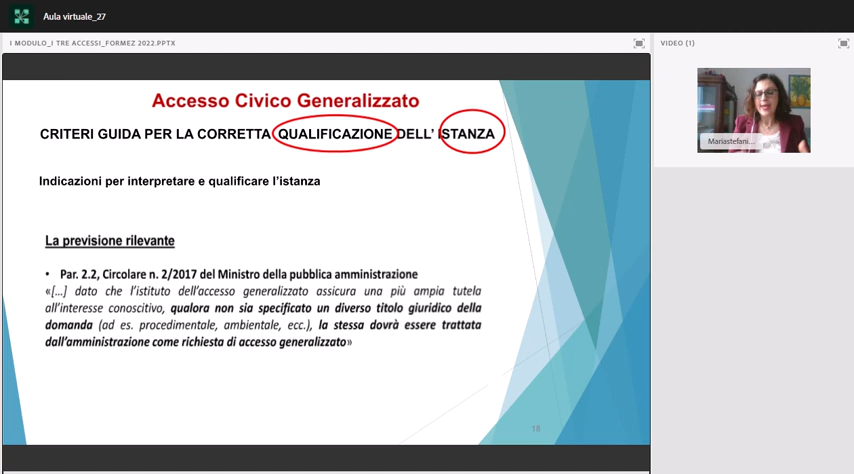 Aula virtuale_27
I MODULO_I TRE ACCESSI_FORMEZ 2022.PPTX
VIDEO (1)
Accesso Civico Generalizzato
CRITERI GUIDA PER LA CORRETTA QUALIFICAZIONE DELL' ISTANZA
Indicazioni per interpretare e qualificare l'istanza
La previsione rilevante
• Par. 2.2, Circolare n. 2/2017 del Ministro della pubblica amministrazione
«[…] dato che l'istituto dell'accesso generalizzato assicura una più ampia tutela
all'interesse conoscitivo, qualora non sia specificato un diverso titolo giuridico della
domanda (ad es. procedimentale, ambientale, ecc.), la stessa dovrà essere trattata
dall'amministrazione come richiesta di accesso generalizzato»
18
Mariastefani...